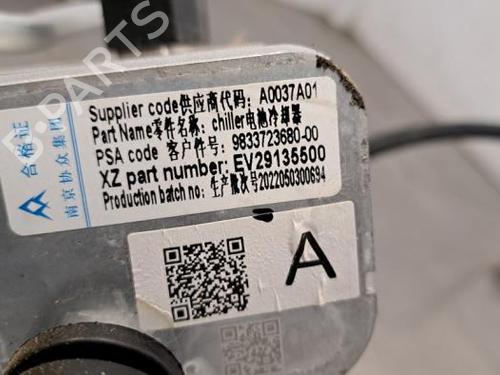 Supplier code供应商代码: A0037A01
Part Name零件名称: chiller电池冷却器
PSA code 客户件号: 9833723680-00
XZ part number: EV29135500
Production batch no: 生产批次号2022050300694
合格证
南京协众集团
A
B-PARTS